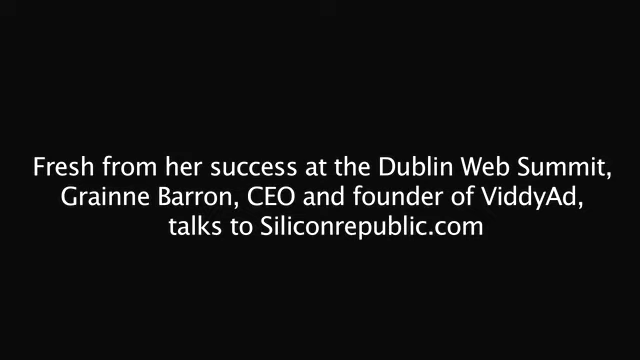 Fresh from her success at the Dublin Web Summit,
Grainne Barron, CEO and founder of ViddyAd,
talks to Siliconrepublic.com